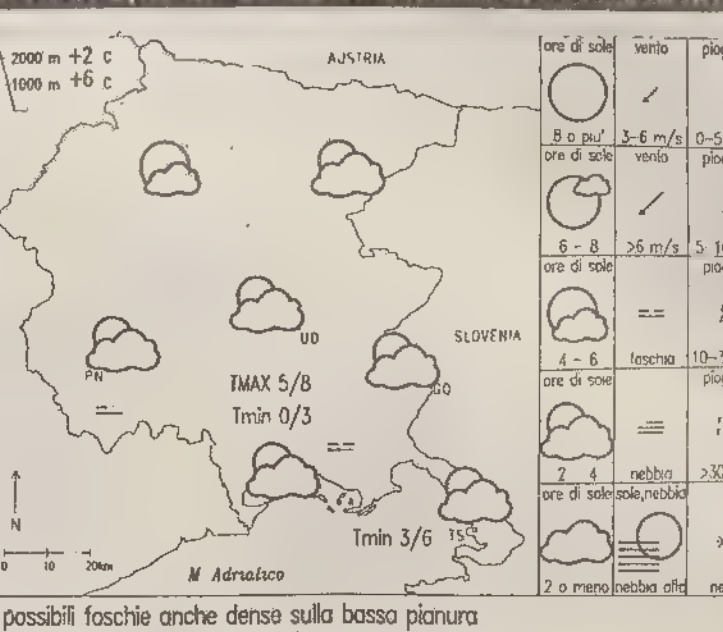 2000 m +2 C
1000 m +6 C
AUSTRIA
UD
SLOVENIA
PN
GO
TMAX 5/8
Tmin 0/3
N
0 10 20km
Tmin 3/6
TS
M Adriatico
ore di sole vento
8 o piu' 3-6 m/s 0-5
ore di sole vento
6 - 8 >6 m/s
ore di sole
4 - 6 foschia
ore di sole
2 4 nebbia >30
ore di sole sole,nebbia
2 o meno nebbia alta
possibili foschie anche dense sulla bassa pianura